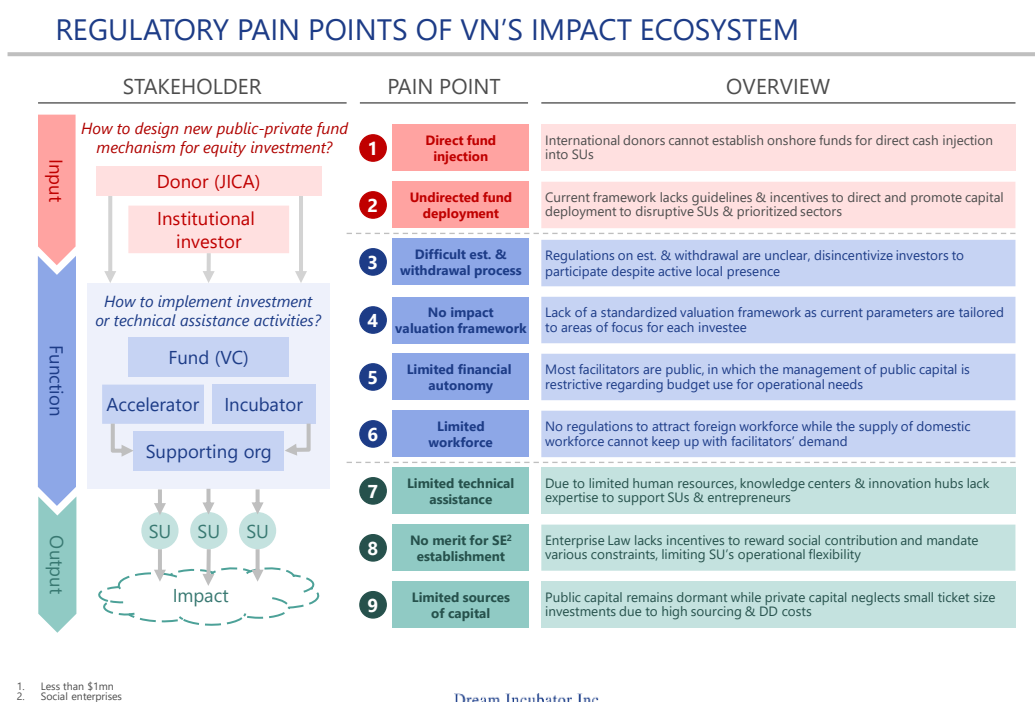 REGULATORY PAIN POINTS OF VN'S IMPACT ECOSYSTEM
STAKEHOLDER
PAIN POINT
OVERVIEW
Input
How to design new public-private fund
mechanism for equity investment?
Donor (JICA)
Institutional
investor
Function
How to implement investment
or technical assistance activities?
Fund (VC)
Accelerator
Incubator
Supporting org
Output
SU
SU
SU
Impact
1
Direct fund
injection
International donors cannot establish onshore funds for direct cash injection
into SUs
2
Undirected fund
deployment
Current framework lacks guidelines & incentives to direct and promote capital
deployment to disruptive SUs & prioritized sectors
3
Difficult est. &
withdrawal process
Regulations on est. & withdrawal are unclear, disincentivize investors to
participate despite active local presence
4
No impact
valuation framework
Lack of a standardized valuation framework as current parameters are tailored
to areas of focus for each investee
5
Limited financial
autonomy
Most facilitators are public, in which the management of public capital is
restrictive regarding budget use for operational needs
6
Limited
workforce
No regulations to attract foreign workforce while the supply of domestic
workforce cannot keep up with facilitators' demand
7
Limited technical
assistance
Due to limited human resources, knowledge centers & innovation hubs lack
expertise to support SUs & entrepreneurs
8
No merit for SE²
establishment
Enterprise Law lacks incentives to reward social contribution and mandate
various constraints, limiting SU's operational flexibility
9
Limited sources
of capital
Public capital remains dormant while private capital neglects small ticket size
investments due to high sourcing & DD costs
1. Less than $1mn
2. Social enterprises
Dream Incubator Inc